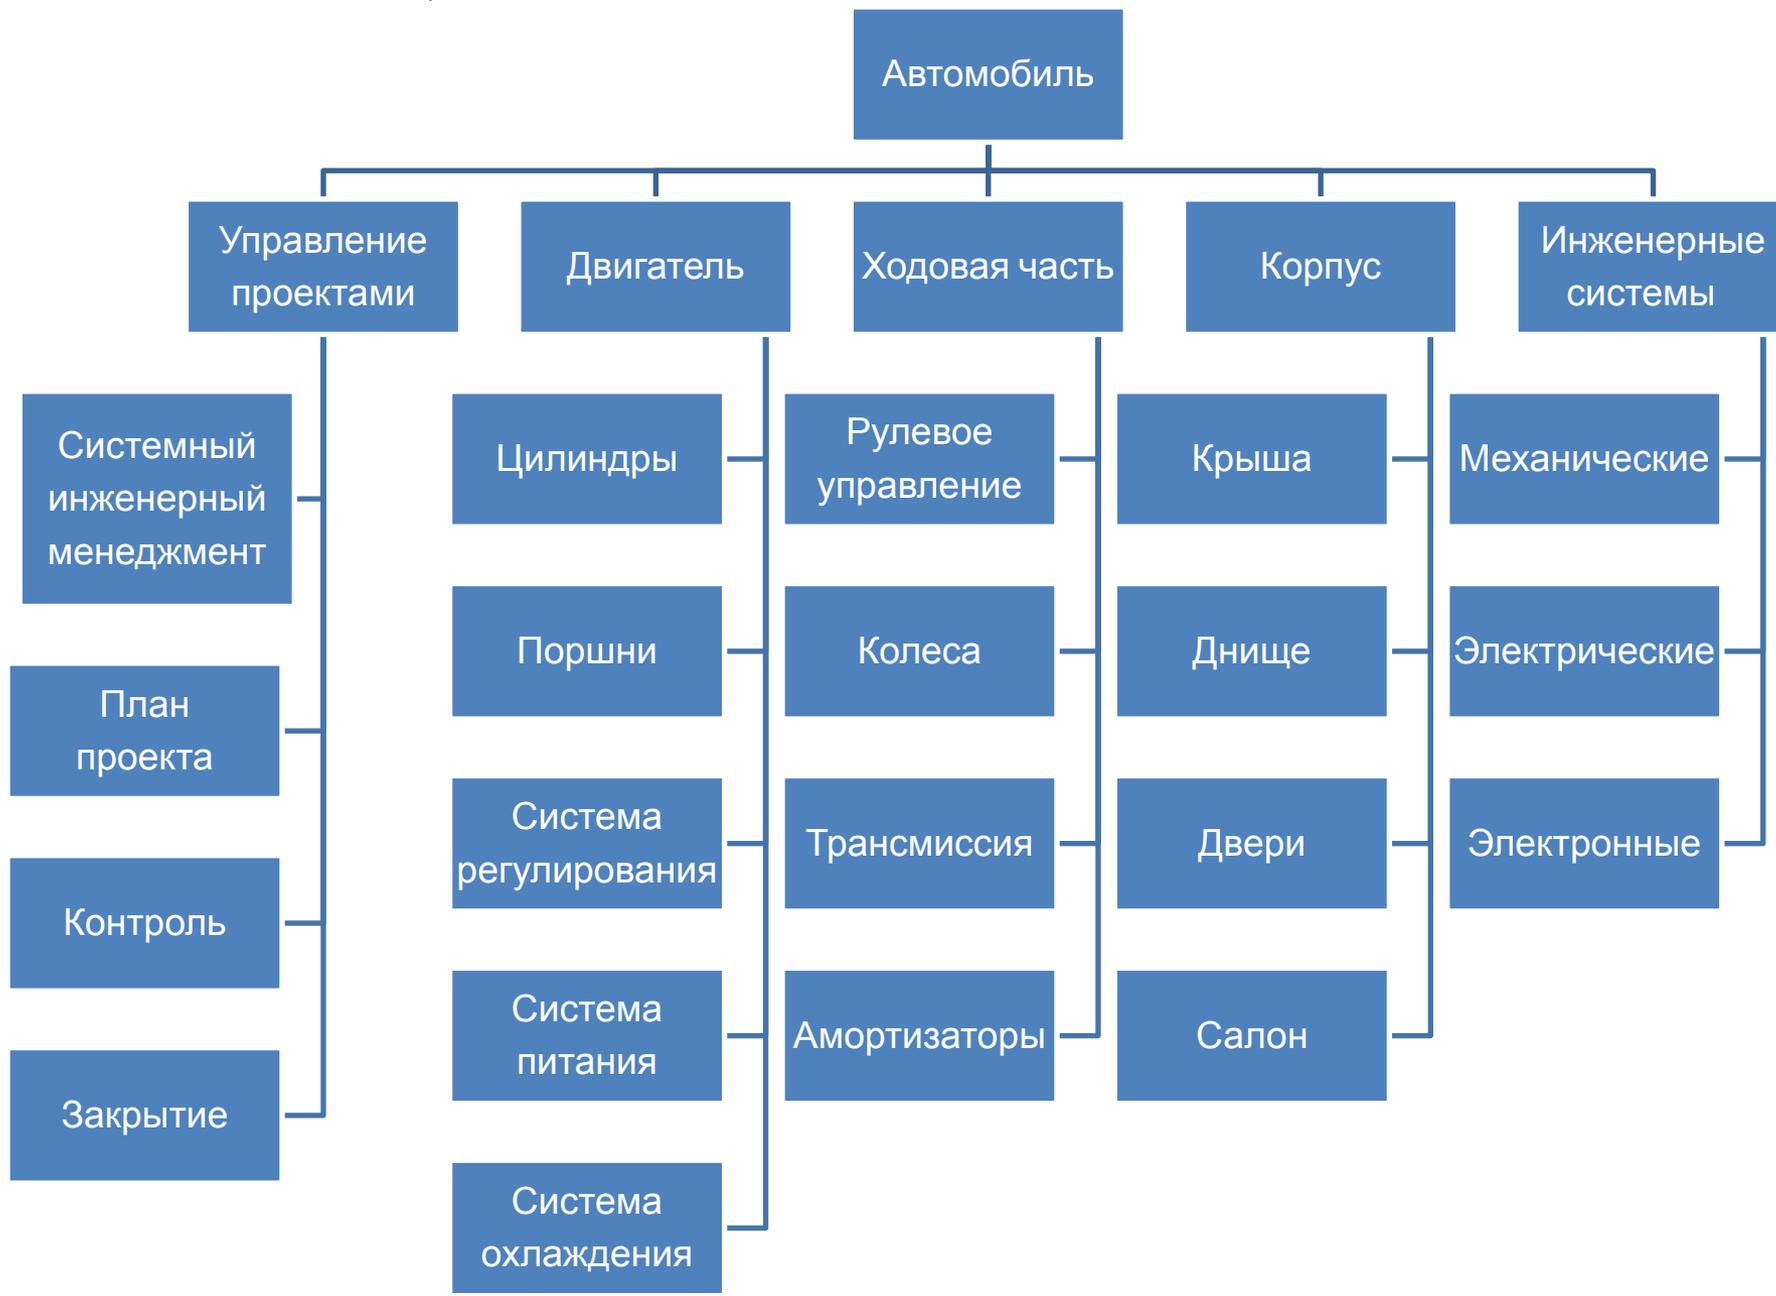 Автомобиль
Управление
проектами
Двигатель
Ходовая часть
Корпус
Инженерные
системы
Системный
инженерный
менеджмент
План
проекта
Контроль
Закрытие
Цилиндры
Поршни
Система
регулирования
Система
питания
Система
охлаждения
Рулевое
управление
Колеса
Трансмиссия
Амортизаторы
Крыша
Днище
Двери
Салон
Механические
Электрические
Электронные